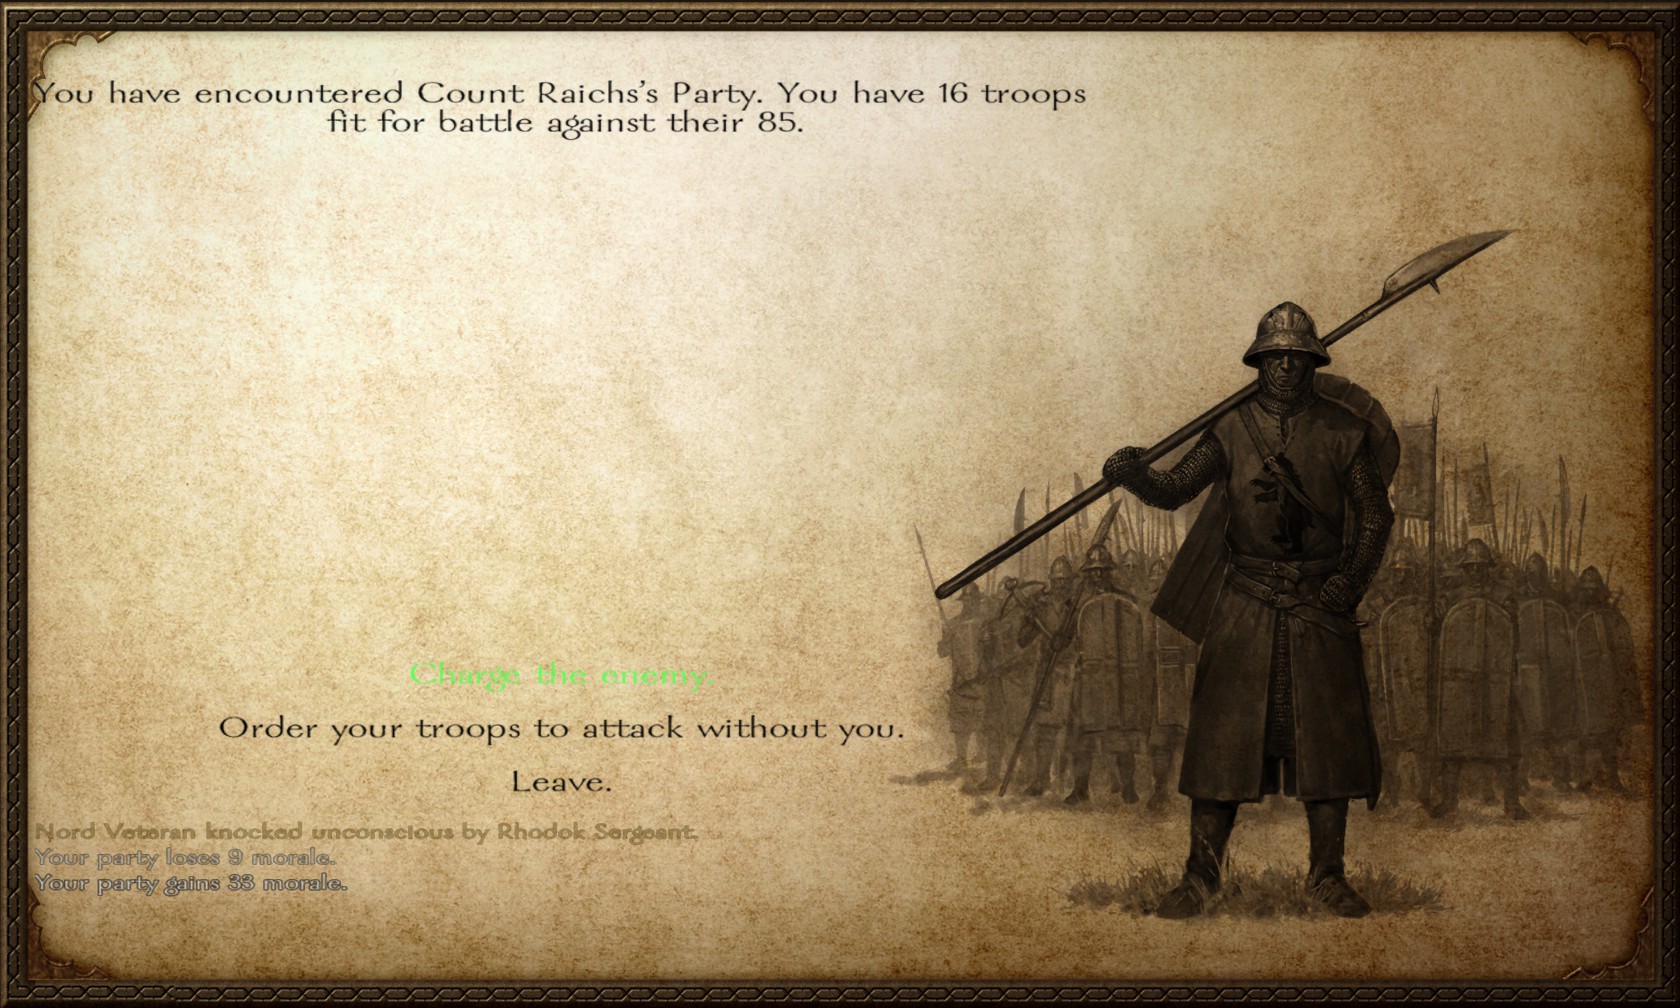 You have encountered Count Raichs's Party. You have 16 troops
fit for battle against their 85.
Charge the enemy.
Order your troops to attack without you.
Leave.
Nord Veteran knocked unconscious by Rhodok Sergeant.
Your party loses 9 morale.
Your party gains 33 morale.